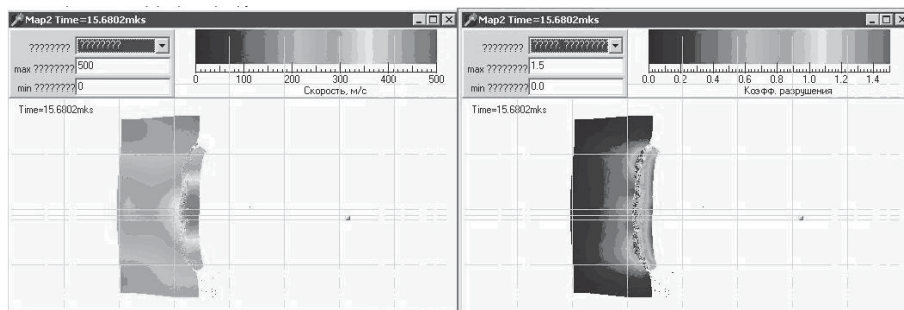 Map2 Time=15.6802mks
???????? ????????
max ???????? 500
min ???????? 0
0 100 200 300 400 500
Скорость, м/с
Time=15.6802mks
Map2 Time=15.6802mks
???????? ?????. ????????
max ???????? 1.5
min ???????? 0.0
0.0 0.2 0.4 0.6 0.8 1.0 1.2 1.4
Коэфф. разрушения
Time=15.6802mks